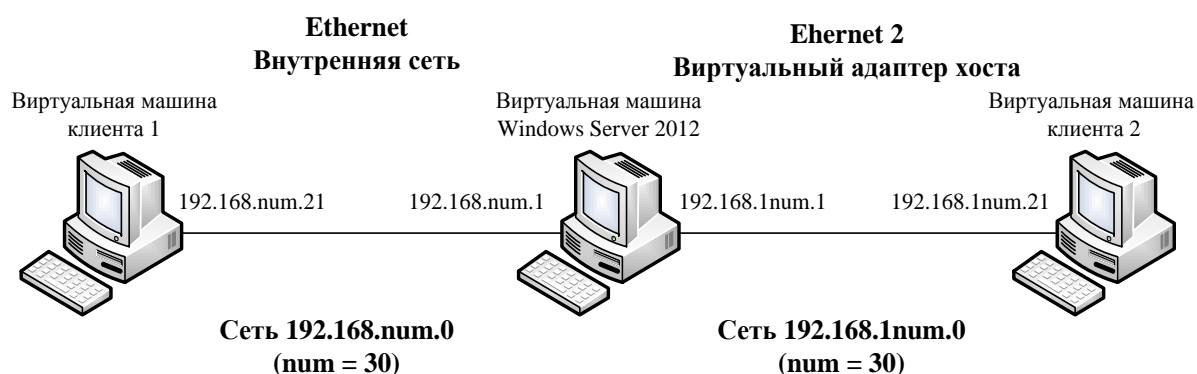 Ethernet
Внутренняя сеть
Ehernet 2
Виртуальный адаптер хоста
Виртуальная машина
клиента 1
Виртуальная машина
Windows Server 2012
Виртуальная машина
клиента 2
192.168.num.21
192.168.num.1
192.168.1num.1
192.168.1num.21
Сеть 192.168.num.0
(num = 30)
Сеть 192.168.1num.0
(num = 30)